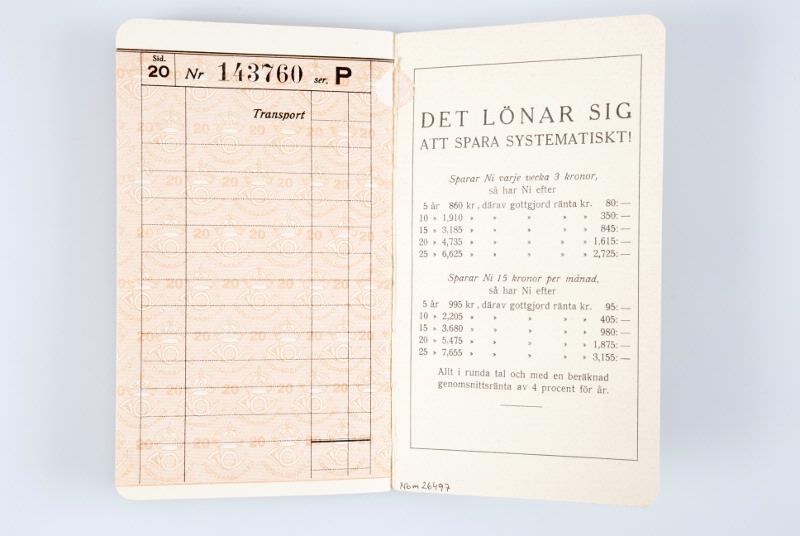 Sid.
20
Nr 143760 ser. P
Transport
DET LÖNAR SIG
ATT SPARA SYSTEMATISKT!
Sparar Ni varje vecka 3 kronor,
så har Ni efter
5 år 860 kr, därav gottgjord ränta kr. 80:—
10 » 1,910 » » » » » 350:—
15 » 3.185 » » » » » 845:—
20 » 4,735 » » » » » 1,615:—
25 » 6,625 » » » » » 2,725:—
Sparar Ni 15 kronor per månad,
så har Ni efter
5 år 995 kr, därav gottgjord ränta kr. 95:—
10 » 2,205 » » » » » 405:—
15 » 3.680 » » » » » 980:—
20 » 5.475 » » » » » 1,875:—
25 » 7,655 » » » » » 3,155:—
Allt i runda tal och med en beräknad
genomsnittsränta av 4 procent för år.
Nbm 26497